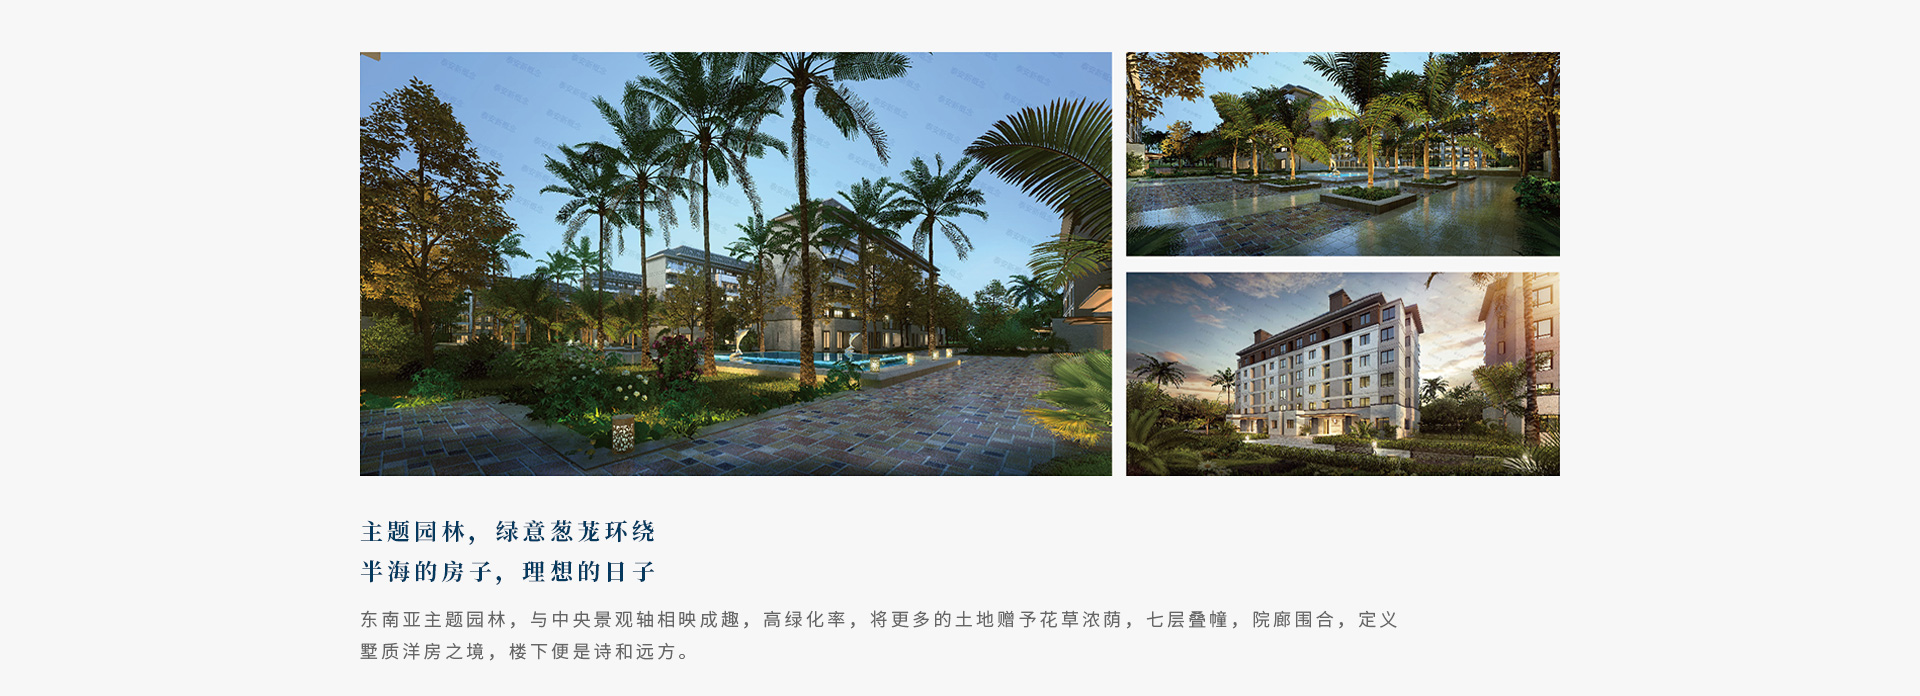 主题园林，绿意葱茏环绕
半海的房子，理想的日子
东南亚主题园林，与中央景观轴相映成趣，高绿化率，将更多的土地赠予花草浓荫，七层叠幢，院廊围合，定义
墅质洋房之境，楼下便是诗和远方。